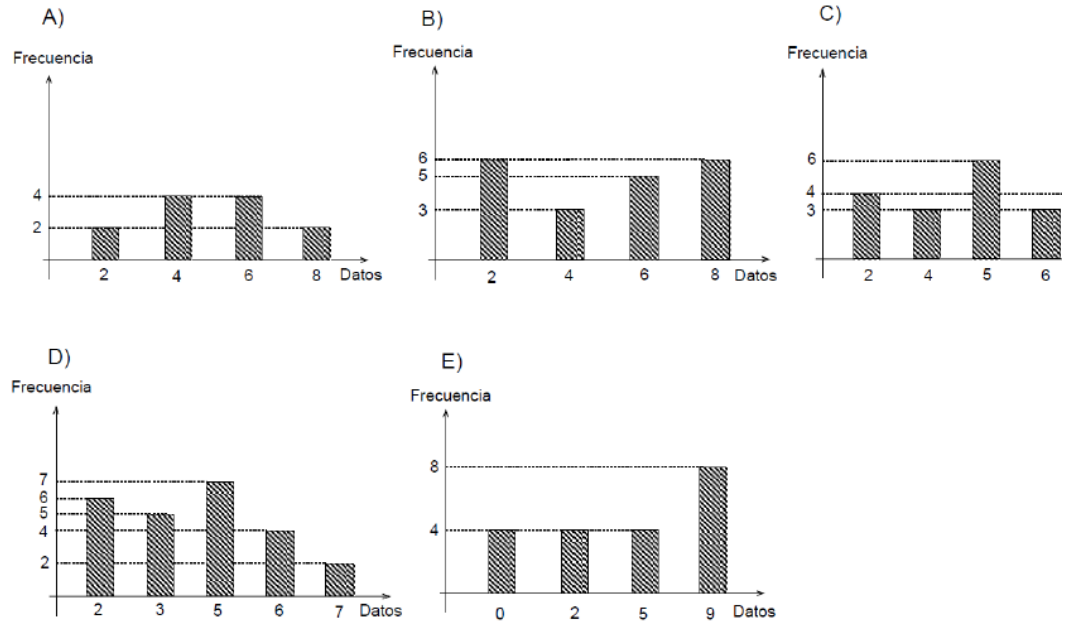 A)
Frecuencia
4
2
2 4 6 8 Datos
B)
Frecuencia
6
5
3
2 4 6 8 Datos
C)
Frecuencia
6
4
3
2 4 5 6
D)
Frecuencia
7
6
5
4
2
2 3 5 6 7 Datos
E)
Frecuencia
8
4
0 2 5 9 Datos